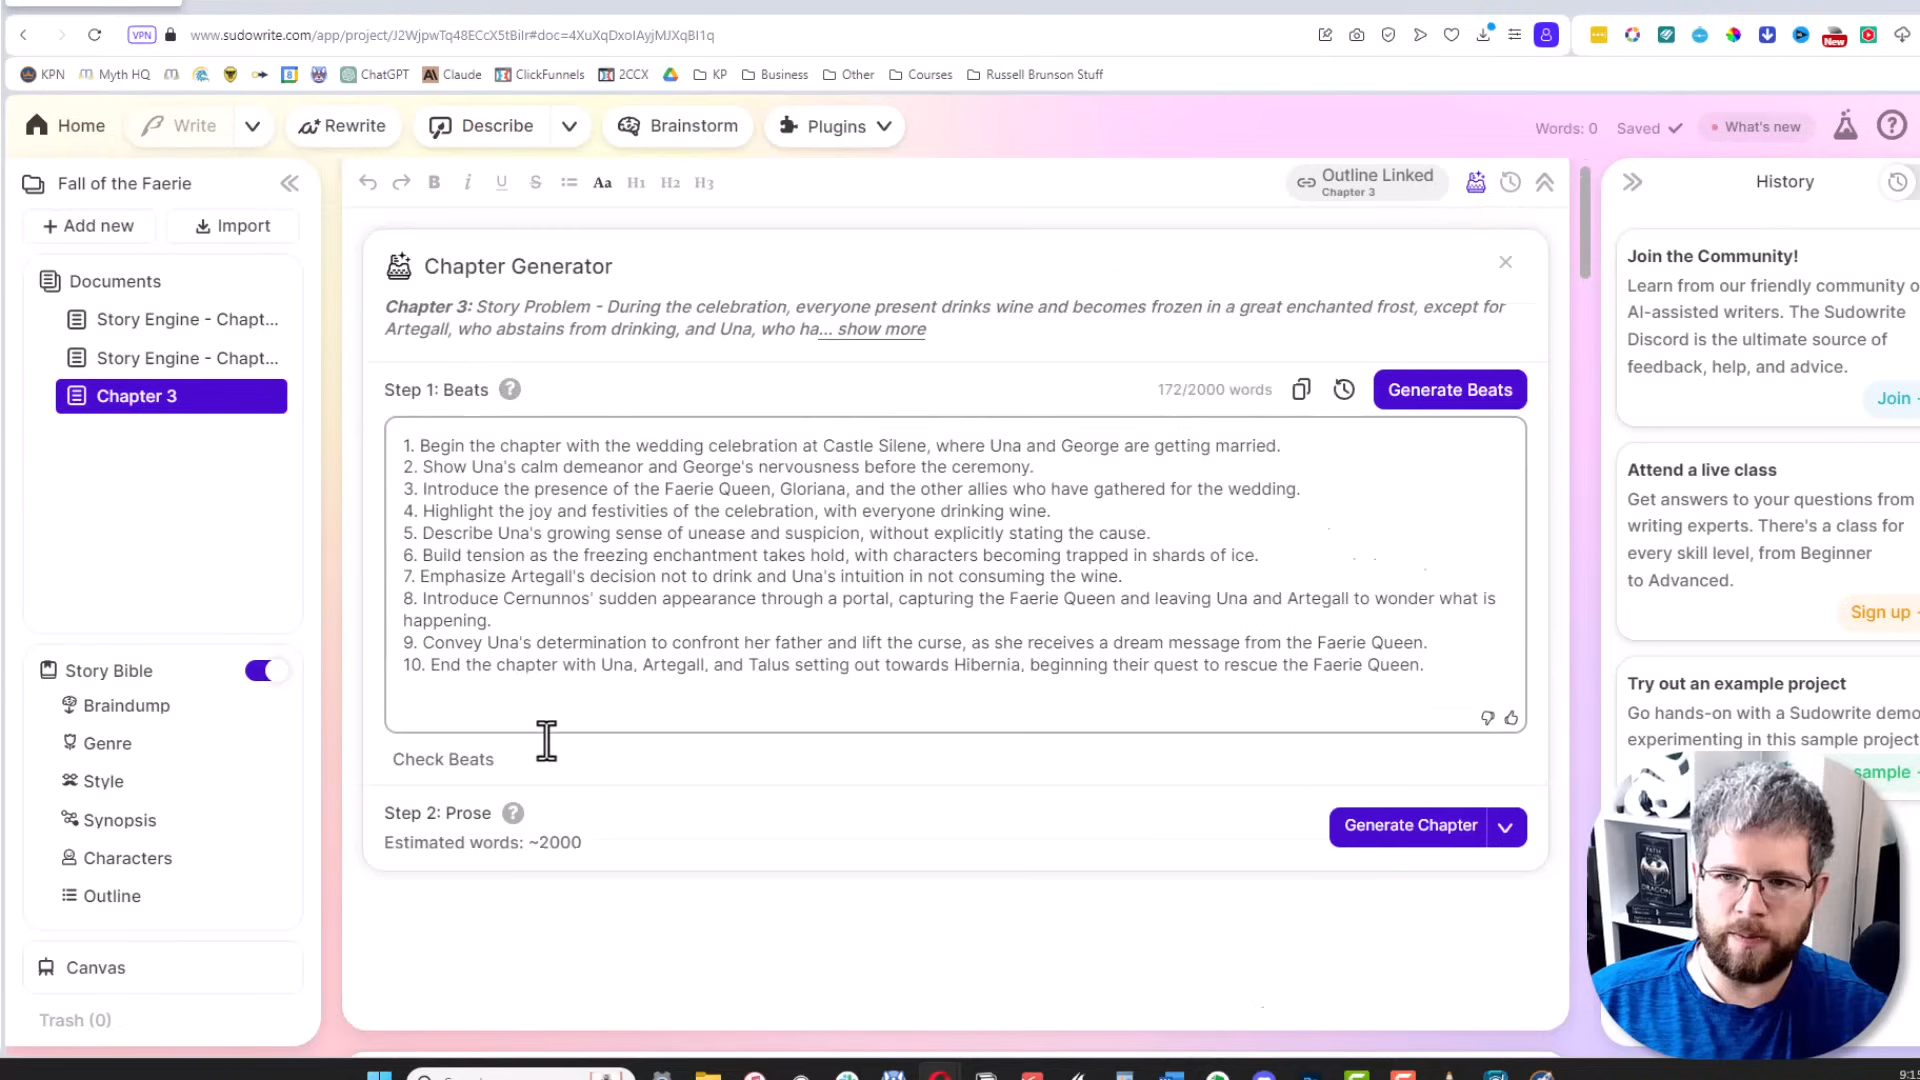 VPN
www.sudowrite.com/app/project/J2WjpwTq48ECcX5tBiIr#doc=4XuXqDxoIAyjMJXqBI1q
New
KPN
Myth HQ
8
ChatGPT
Claude
ClickFunnels
2CCX
KP
Business
Other
Courses
Russell Brunson Stuff
Home
Write
Rewrite
Describe
Brainstorm
Plugins
Words: 0
Saved
What's new
Fall of the Faerie
+ Add new
Import
Documents
Story Engine - Chapt...
Story Engine - Chapt...
Chapter 3
Story Bible
Braindump
Genre
Style
Synopsis
Characters
Outline
Canvas
Trash (0)
B i U S Aa H1 H2 H3
Outline Linked
Chapter 3
Chapter Generator
Chapter 3: Story Problem - During the celebration, everyone present drinks wine and becomes frozen in a great enchanted frost, except for
Artegall, who abstains from drinking, and Una, who ha... show more
Step 1: Beats ?
172/2000 words
Generate Beats
1. Begin the chapter with the wedding celebration at Castle Silene, where Una and George are getting married.
2. Show Una's calm demeanor and George's nervousness before the ceremony.
3. Introduce the presence of the Faerie Queen, Gloriana, and the other allies who have gathered for the wedding.
4. Highlight the joy and festivities of the celebration, with everyone drinking wine.
5. Describe Una's growing sense of unease and suspicion, without explicitly stating the cause.
6. Build tension as the freezing enchantment takes hold, with characters becoming trapped in shards of ice.
7. Emphasize Artegall's decision not to drink and Una's intuition in not consuming the wine.
8. Introduce Cernunnos' sudden appearance through a portal, capturing the Faerie Queen and leaving Una and Artegall to wonder what is
happening.
9. Convey Una's determination to confront her father and lift the curse, as she receives a dream message from the Faerie Queen.
10. End the chapter with Una, Artegall, and Talus setting out towards Hibernia, beginning their quest to rescue the Faerie Queen.
Check Beats
Step 2: Prose ?
Estimated words: ~2000
Generate Chapter
History
Join the Community!
Learn from our friendly community o
AI-assisted writers. The Sudowrite
Discord is the ultimate source of
feedback, help, and advice.
Join
Attend a live class
Get answers to your questions from
writing experts. There's a class for
every skill level, from Beginner
to Advanced.
Sign up
Try out an example project
Go hands-on with a Sudowrite demo
experimenting in this sample project
sample
PATH
DRAGON
9:1